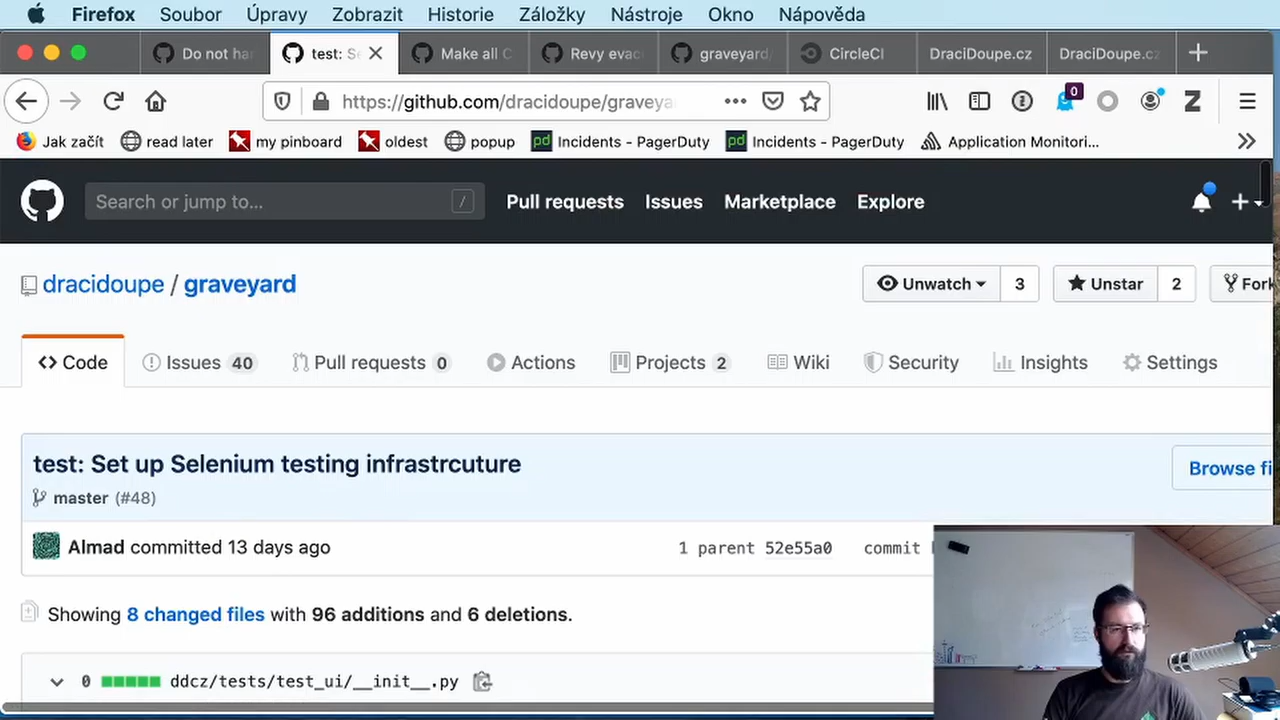 Firefox Soubor Úpravy Zobrazit Historie Záložky Nástroje Okno Nápověda
Do not har test: Se Make all C Revy evac graveyard/ CircleCI DraciDoupe.cz DraciDoupe.cz
https://github.com/dracidoupe/graveya 0
Jak začít read later my pinboard oldest popup pd Incidents - PagerDuty pd Incidents - PagerDuty Application Monitori...
Search or jump to... / Pull requests Issues Marketplace Explore
dracidoupe / graveyard Unwatch 3 Unstar 2 Fork
Code Issues 40 Pull requests 0 Actions Projects 2 Wiki Security Insights Settings
test: Set up Selenium testing infrastrcuture
Browse fi
master (#48)
Almad committed 13 days ago 1 parent 52e55a0 commit
Showing 8 changed files with 96 additions and 6 deletions.
0 ddcz/tests/test_ui/__init__.py